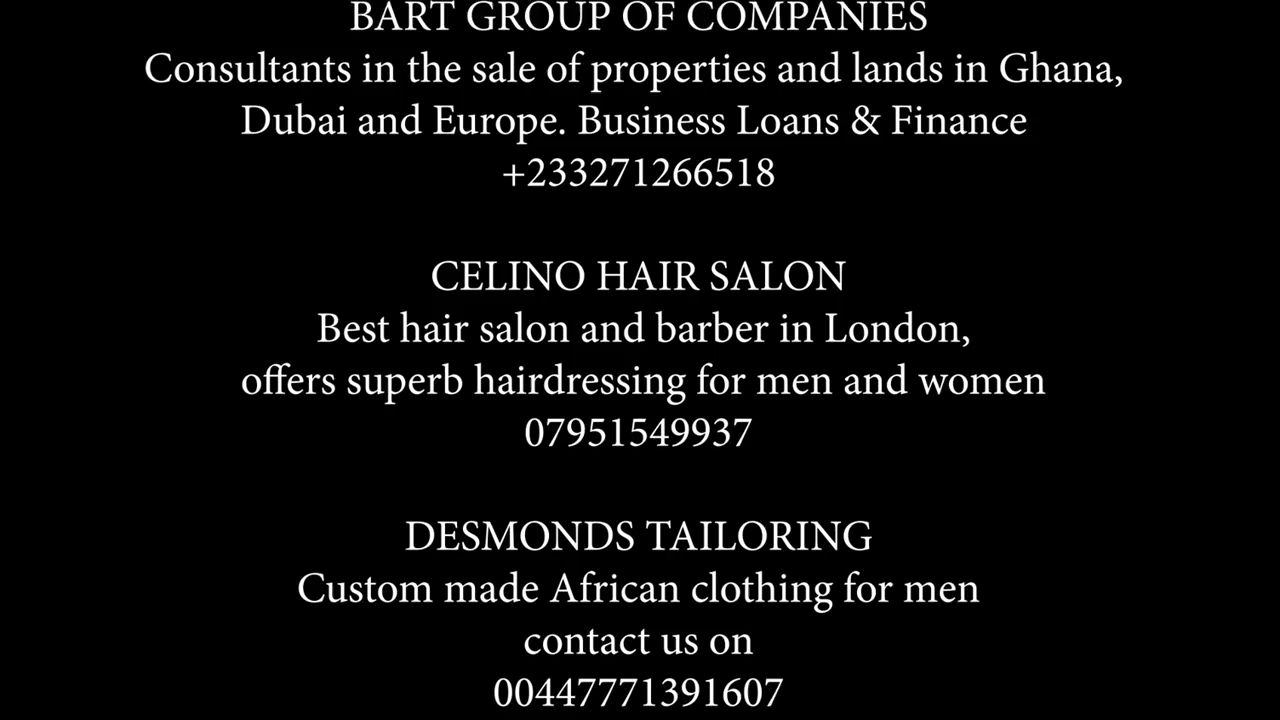 BART GROUP OF COMPANIES
Consultants in the sale of properties and lands in Ghana,
Dubai and Europe. Business Loans & Finance
+233271266518
CELINO HAIR SALON
Best hair salon and barber in London,
offers superb hairdressing for men and women
07951549937
DESMONDS TAILORING
Custom made African clothing for men
contact us on
00447771391607